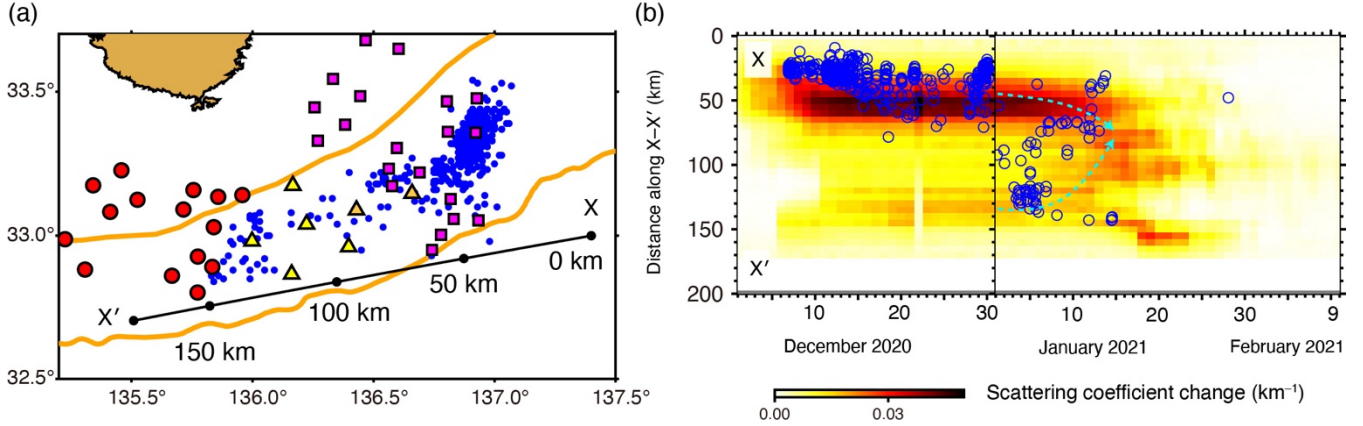 (a)
33.5°
33.0°
32.5°
135.5°
136.0°
136.5°
137.0°
137.5°
X
0 km
50 km
100 km
150 km
X′
(b)
Distance along X–X′ (km)
0
50
100
150
200
X
X′
10
20
30
10
20
30
9
December 2020
January 2021
February 2021
0.00
0.03
Scattering coefficient change (km⁻¹)